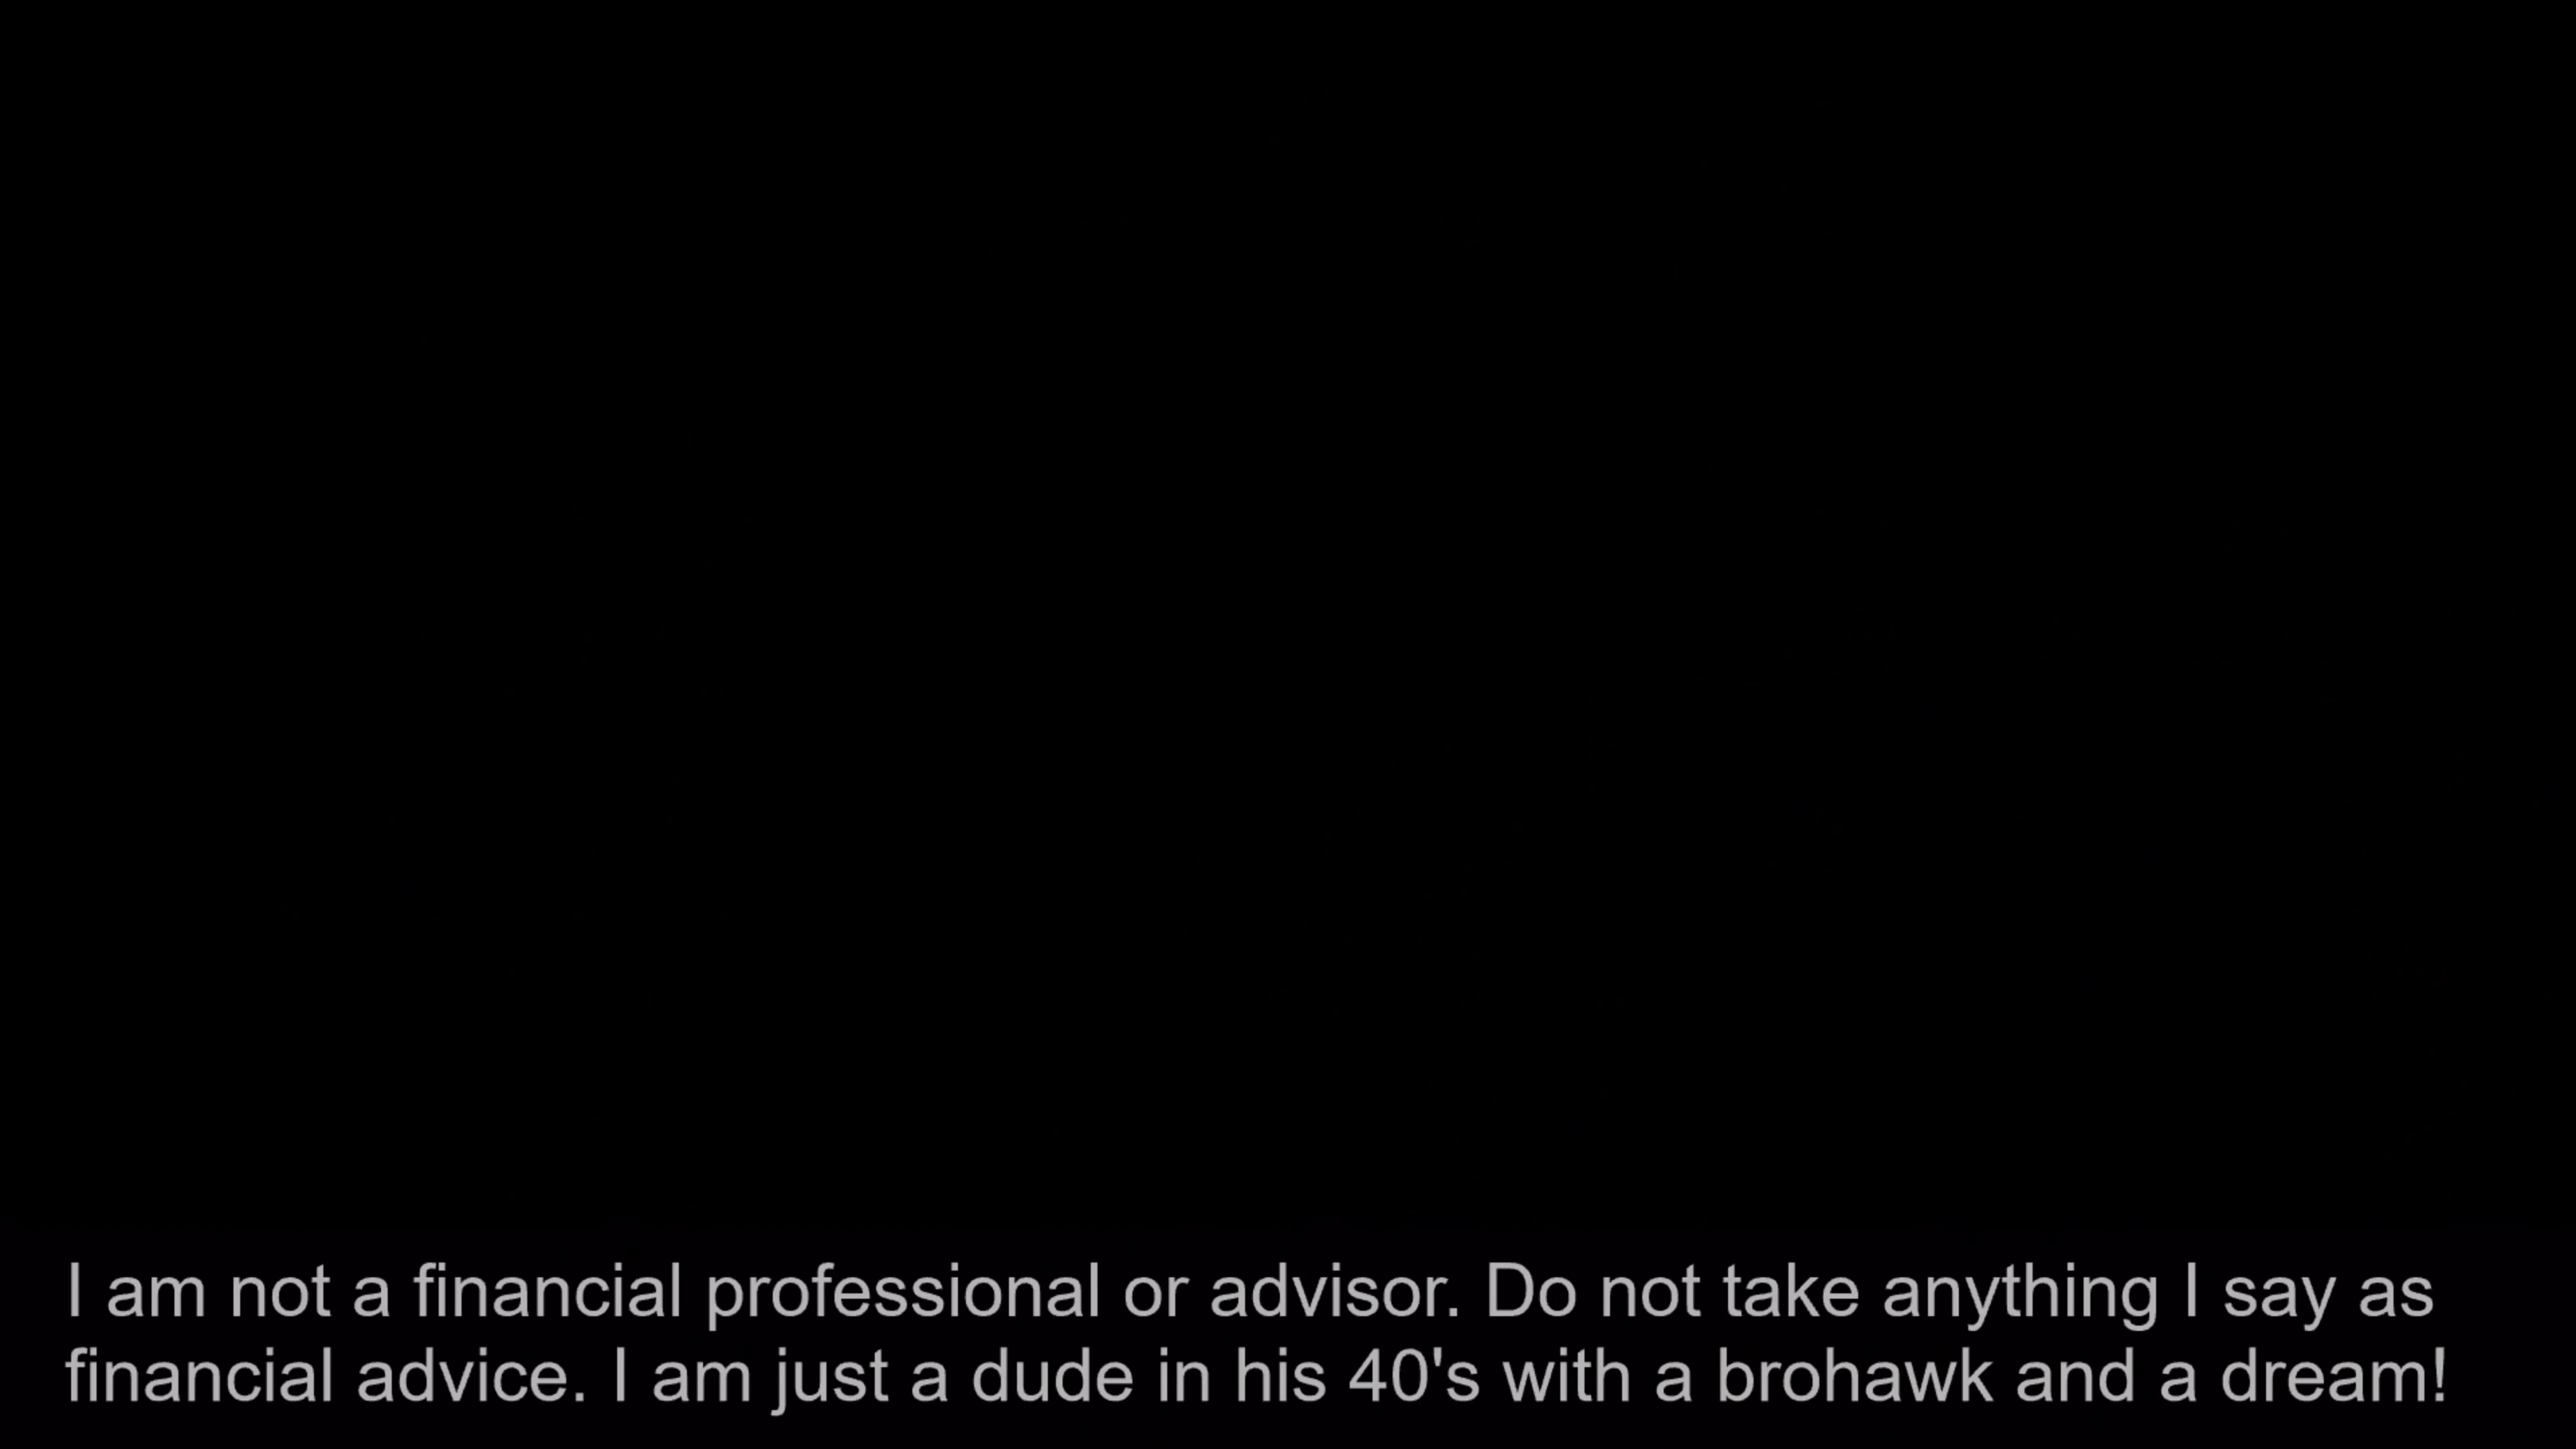 I am not a financial professional or advisor. Do not take anything I say as
financial advice. I am just a dude in his 40's with a brohawk and a dream!